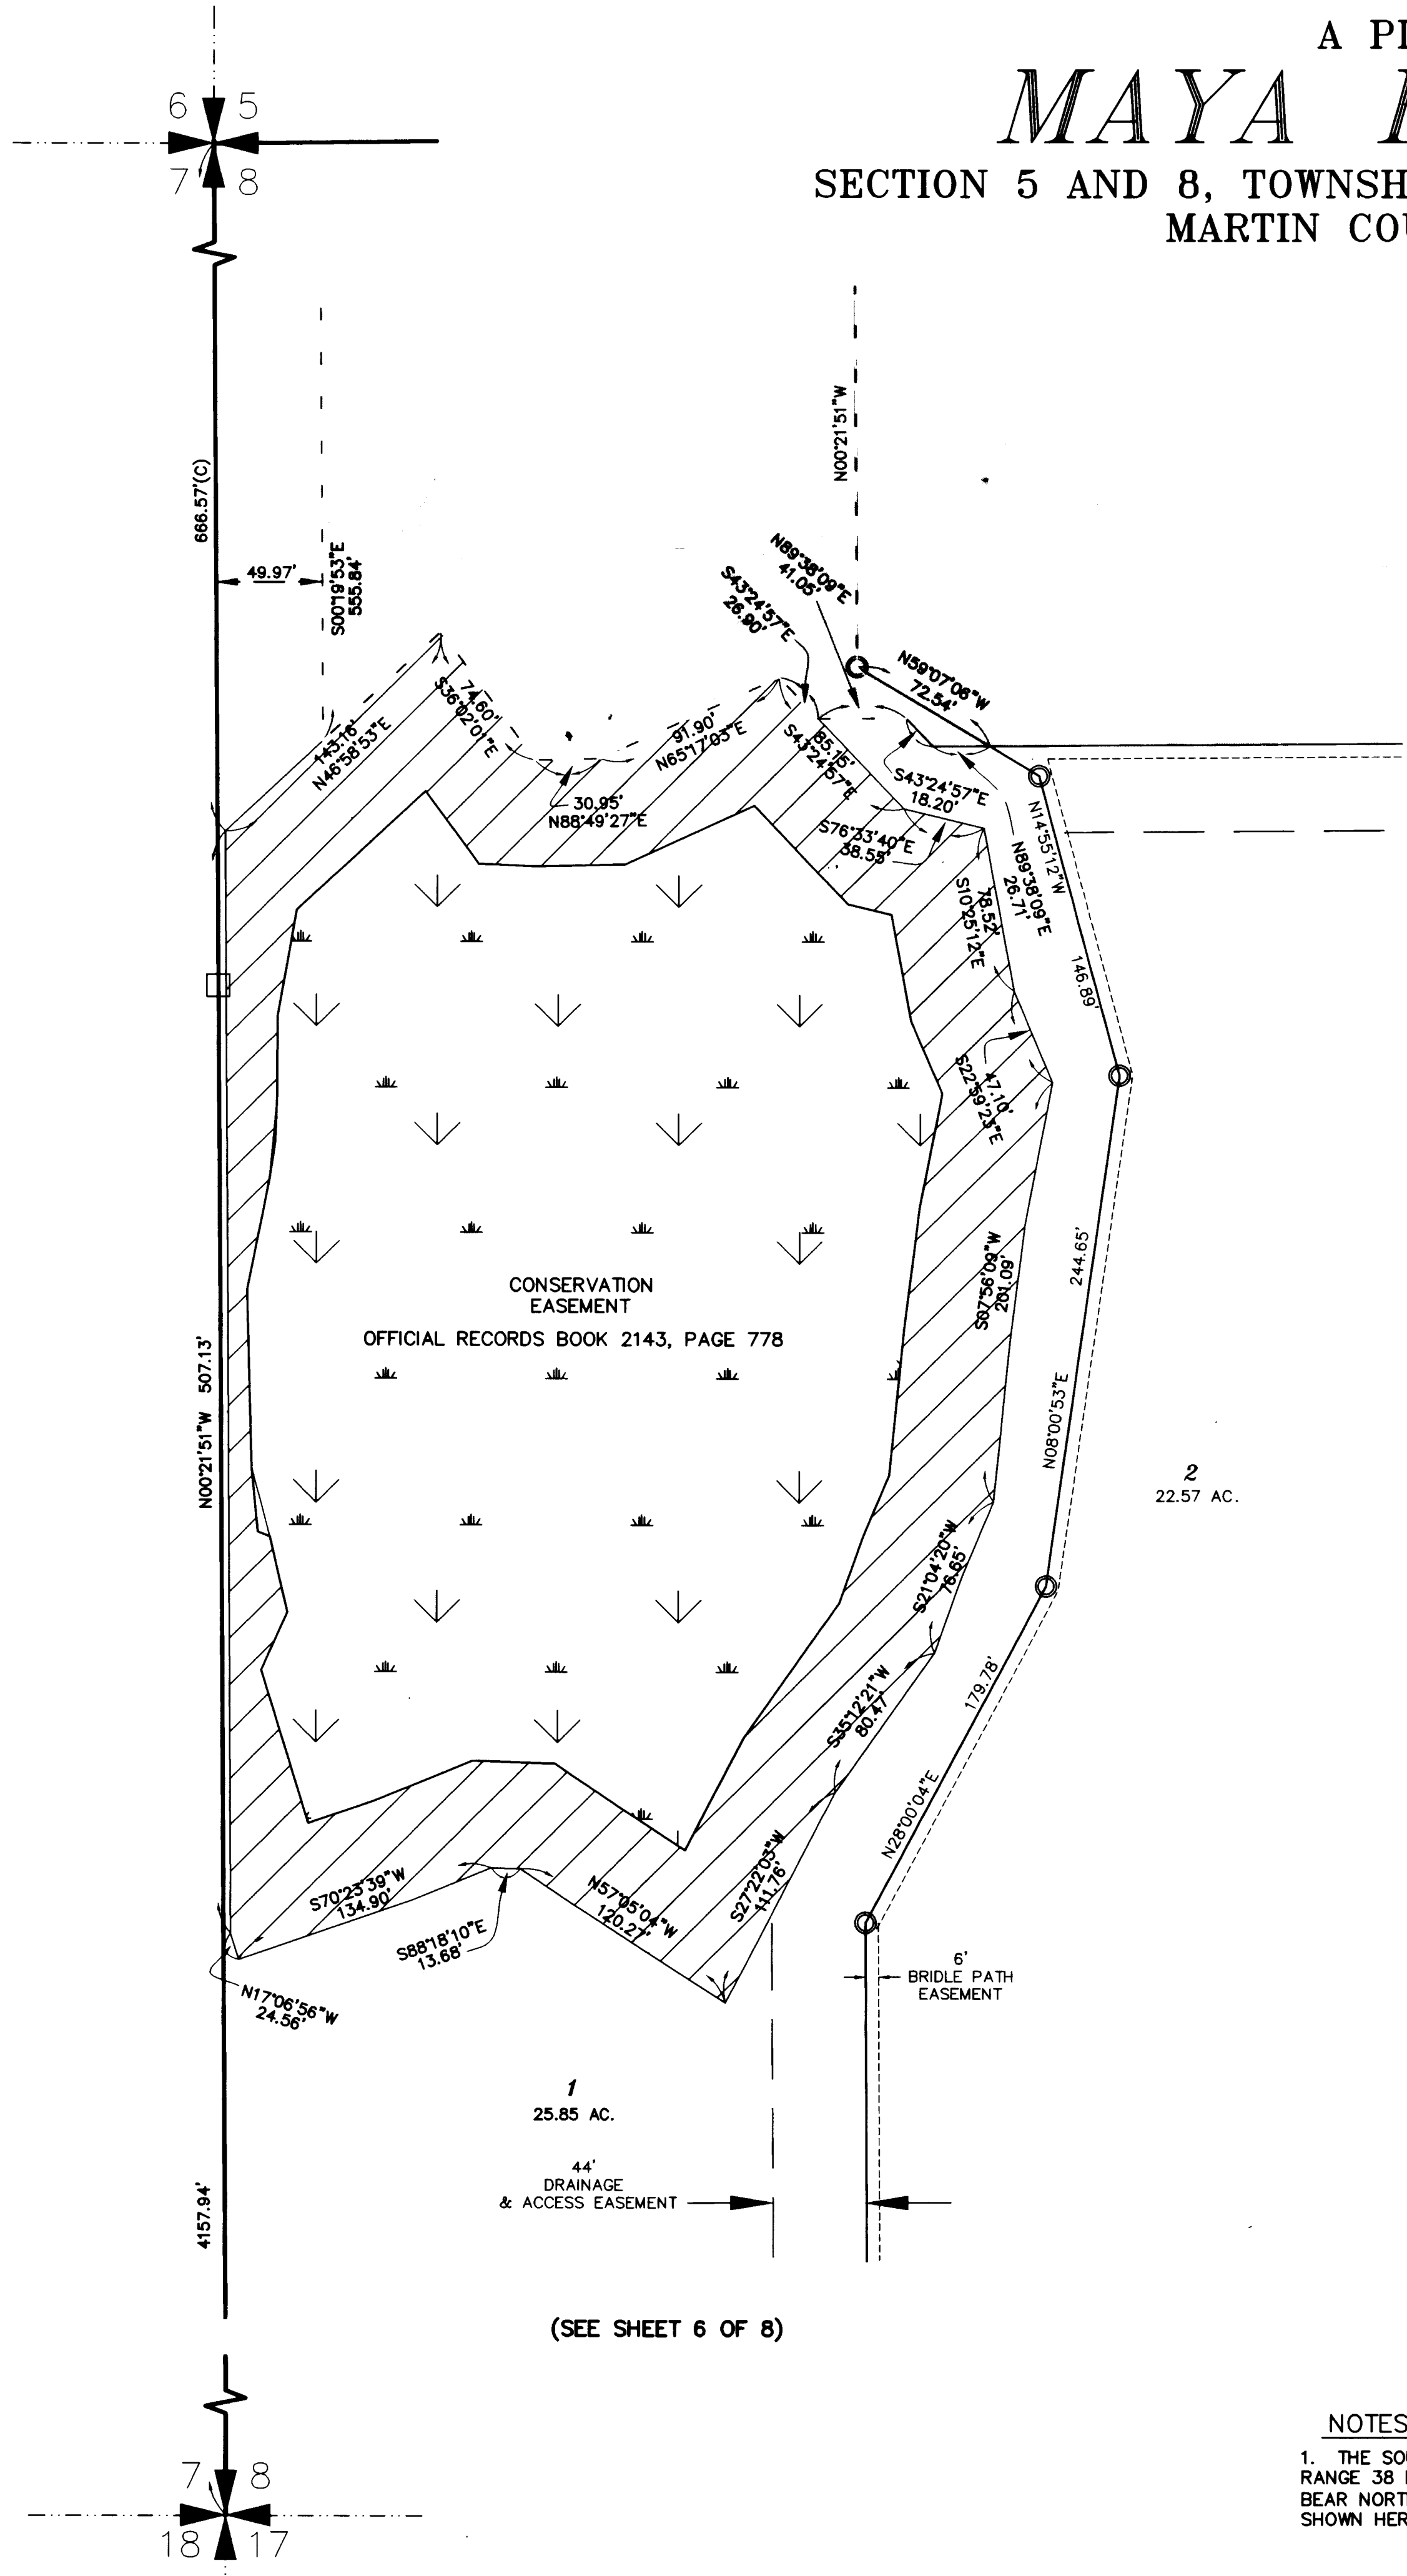 A PL
MAYA
SECTION 5 AND 8, TOWNSH
MARTIN COU
6 5
7 8
666.57'(C)
49.97'
S00°19'53"E
555.84'
N00°21'51"W
N89°38'09"E
41.05'
S43°24'57"E
26.90'
N59°07'06"W
72.54'
143.16'
N46°58'53"E
74.60'
S36°02'01"E
30.95'
N88°49'27"E
91.90'
N65°17'03"E
85.15'
S43°24'57"E
S43°24'57"E
18.20'
S76°33'40"E
38.55'
N14°55'12"W
146.89'
N89°38'09"E
26.71'
78.52'
S10°25'12"E
47.10'
S22°59'23"E
CONSERVATION
EASEMENT
OFFICIAL RECORDS BOOK 2143, PAGE 778
S07°56'09"W
201.09'
244.65'
N08°00'53"E
N00°21'51"W 507.13'
2
22.57 AC.
S21°04'20"W
76.65'
S35°12'21"W
80.47'
179.78'
N28°00'04"E
S27°22'03"W
111.76'
S70°23'39"W
134.90'
S88°18'10"E
13.68'
N57°05'04"W
120.27'
N17°06'56"W
24.56'
6'
BRIDLE PATH
EASEMENT
1
25.85 AC.
44'
DRAINAGE
& ACCESS EASEMENT
4157.94'
(SEE SHEET 6 OF 8)
7 8
18 17
NOTES
1. THE SOU
RANGE 38
BEAR NORT
SHOWN HER